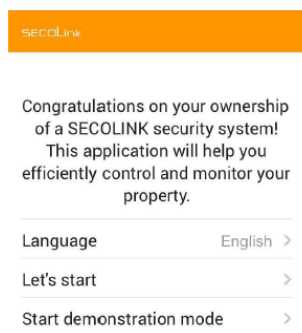 SECOLink
Congratulations on your ownership
of a SECOLINK security system!
This application will help you
efficiently control and monitor your
property.
Language English >
Let's start >
Start demonstration mode >